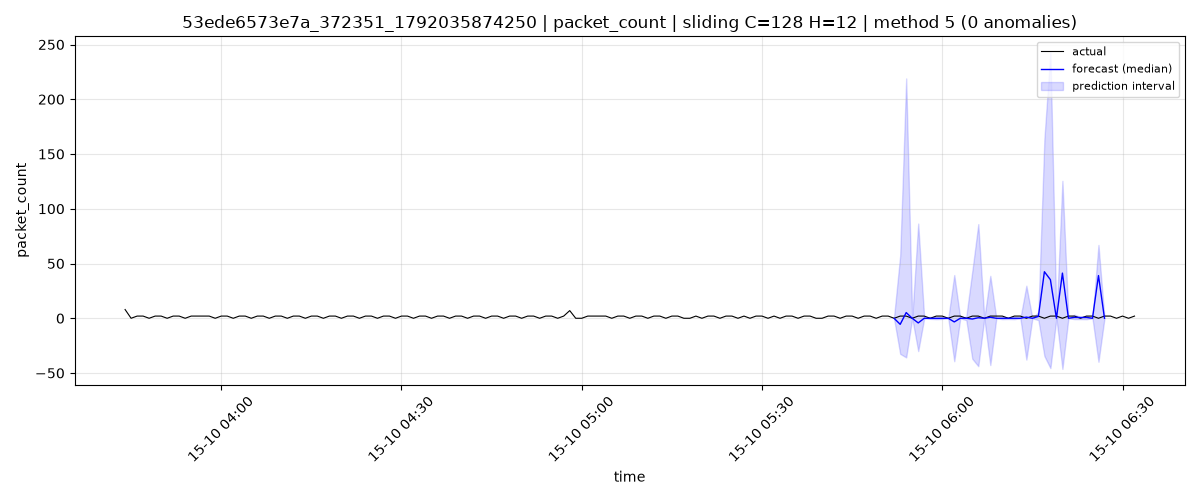 53ede6573e7a_372351_1792035874250 | packet_count | sliding C=128 H=12 | method 5 (0 anomalies)
actual
forecast (median)
prediction interval
packet_count
250
200
150
100
50
0
−50
15-10 04:00
15-10 04:30
15-10 05:00
15-10 05:30
15-10 06:00
15-10 06:30
time